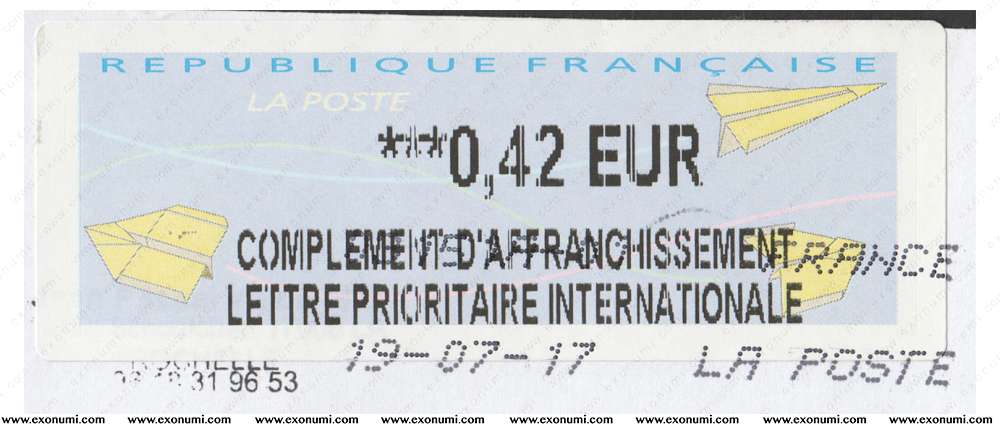 REPUBLIQUE FRANÇAISE
LA POSTE
***0,42 EUR
COMPLEMENT D'AFFRANCHISSEMENT
FRANCE
LETTRE PRIORITAIRE INTERNATIONALE
19-07-17 LA POSTE
31 96 53
www.exonumi.com www.exonumi.com www.exonumi.com www.exonumi.com www.exonumi.com www.exonumi.com www.exonumi.com www.exonumi.com